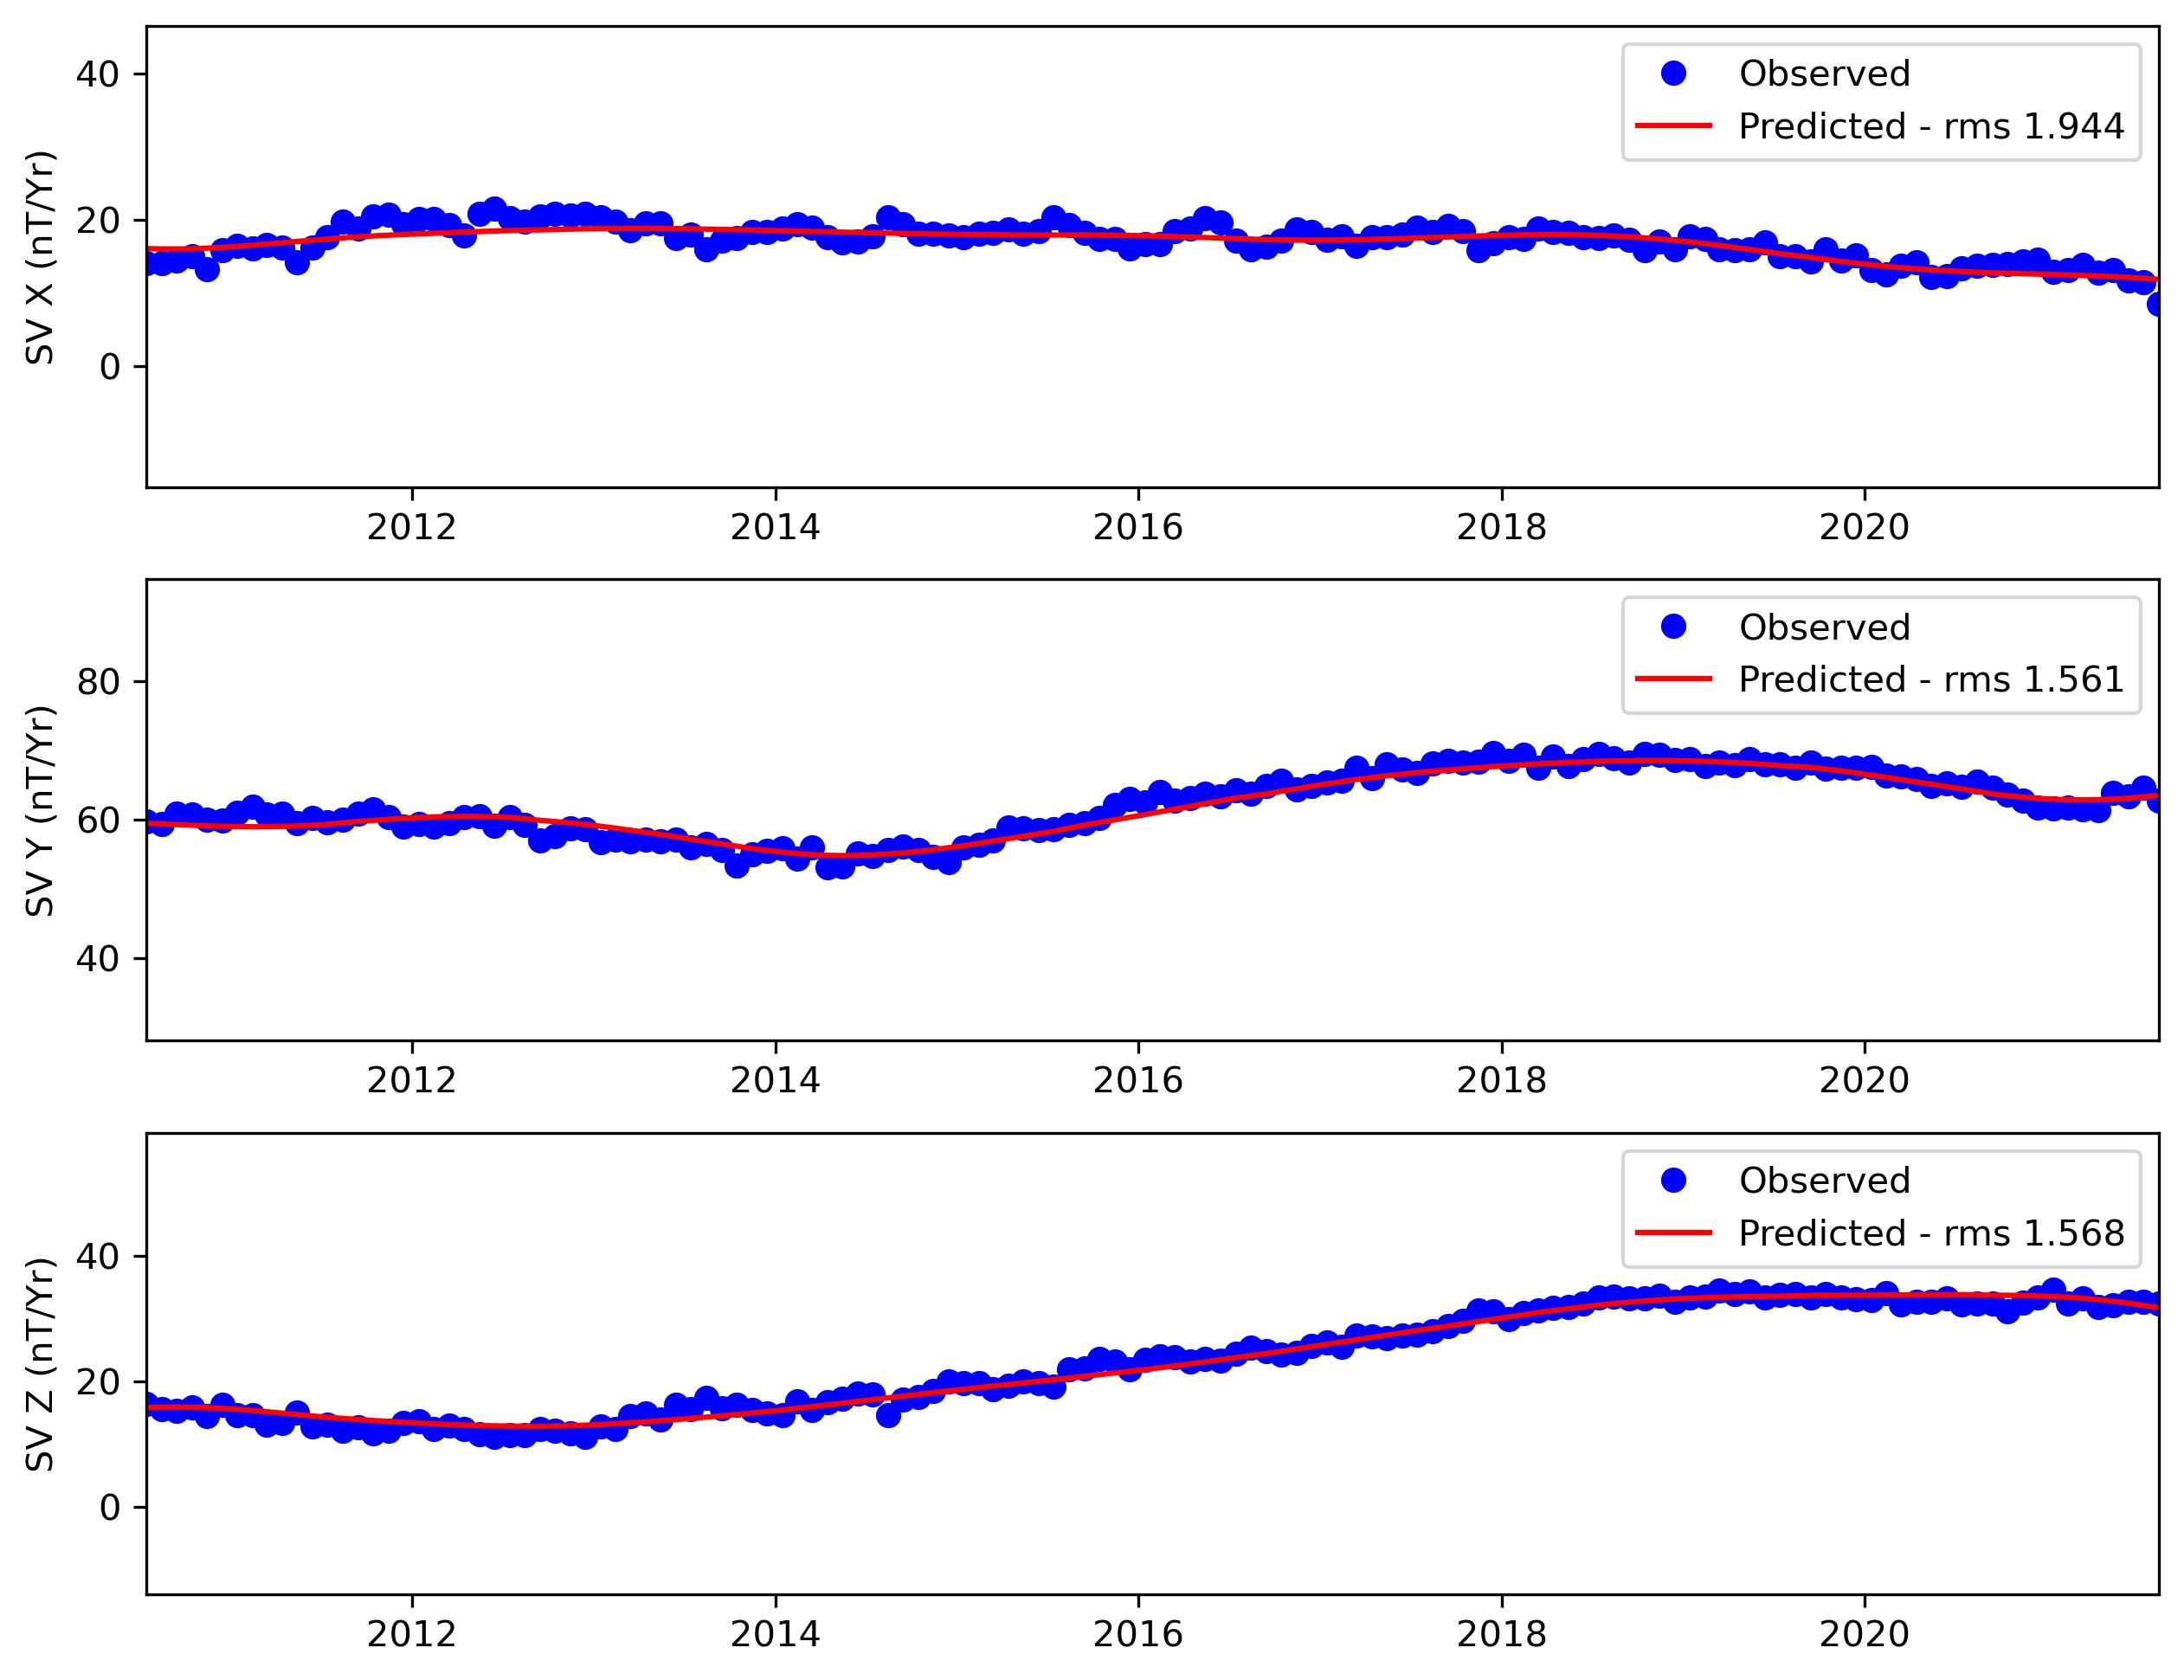 SV X (nT/Yr)
40
20
0
Observed
Predicted - rms 1.944
2012 2014 2016 2018 2020
SV Y (nT/Yr)
80
60
40
Observed
Predicted - rms 1.561
2012 2014 2016 2018 2020
SV Z (nT/Yr)
40
20
0
Observed
Predicted - rms 1.568
2012 2014 2016 2018 2020